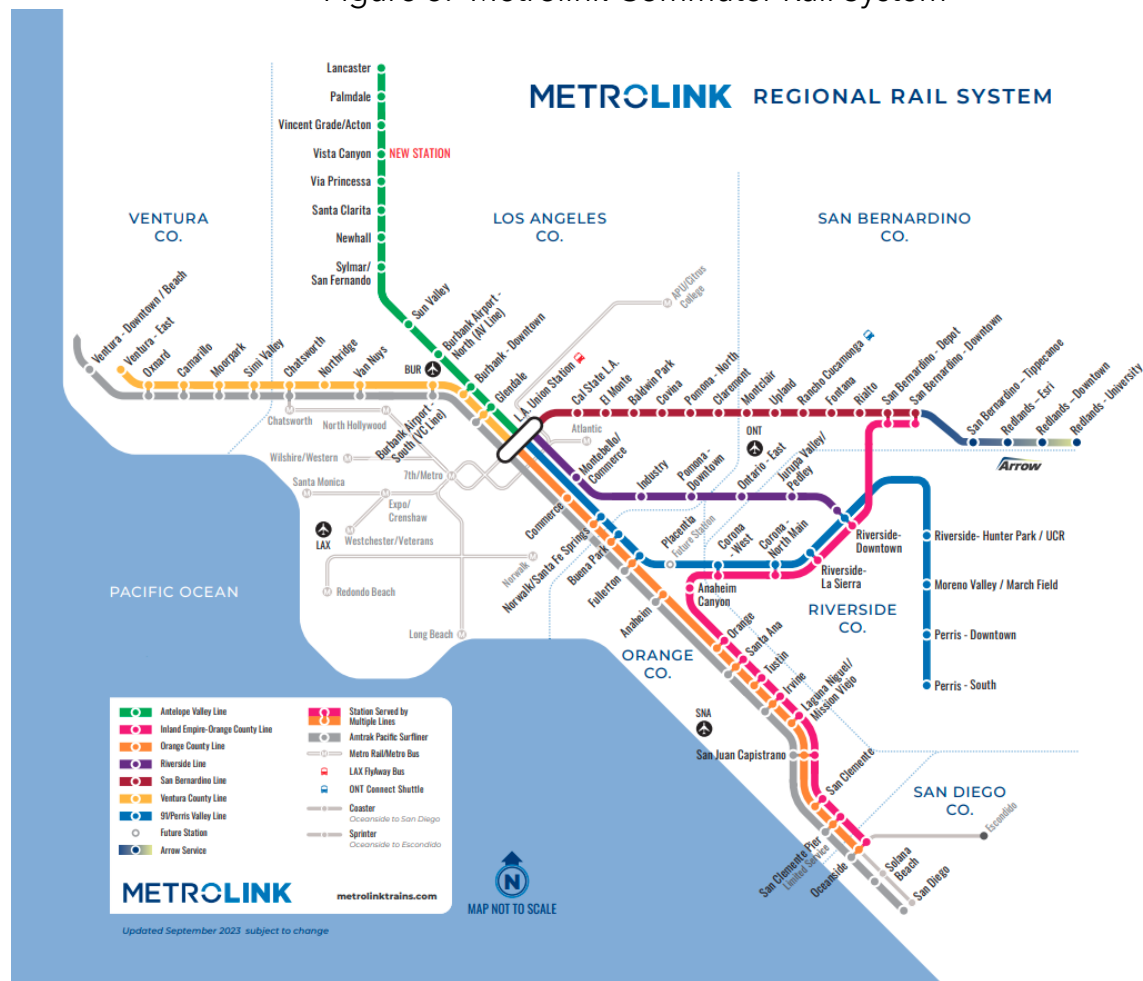 Figure 3: Metrolink Commuter Rail System
METROLINK REGIONAL RAIL SYSTEM
Lancaster
Palmdale
Vincent Grade/Acton
Vista Canyon
NEW STATION
Via Princessa
Santa Clarita
Newhall
Sylmar/
San Fernando
VENTURA
CO.
LOS ANGELES
CO.
SAN BERNARDINO
CO.
Sun Valley
Burbank Airport -
North (AV Line)
Burbank - Downtown
Glendale
L.A. Union Station
APU/Citrus
College
Ventura - Downtown / Beach
Ventura - East
Oxnard
Camarillo
Moorpark
Simi Valley
Chatsworth
Northridge
Van Nuys
BUR
Burbank Airport -
South (VC Line)
Cal State L.A.
El Monte
Baldwin Park
Covina
Pomona - North
Claremont
Montclair
Upland
Rancho Cucamonga
Fontana
Rialto
San Bernardino - Depot
San Bernardino - Downtown
San Bernardino - Tippecanoe
Redlands - Esri
Redlands - Downtown
Redlands - University
Arrow
Chatsworth
North Hollywood
Wilshire/Western
Santa Monica
7th/Metro
Expo/
Crenshaw
Atlantic
LAX
Westchester/Veterans
Redondo Beach
Norwalk
Long Beach
Montebello/
Commerce
Industry
Pomona -
Downtown
ONT
Ontario - East
Jurupa Valley/
Pedley
Commerce
Norwalk/Santa Fe Springs
Buena Park
Fullerton
Placentia
Future Station
Corona
- West
Corona -
North Main
Riverside-
Downtown
Riverside-
La Sierra
Riverside- Hunter Park / UCR
Moreno Valley / March Field
Perris - Downtown
Perris - South
PACIFIC OCEAN
Anaheim
Canyon
Anaheim
RIVERSIDE
CO.
ORANGE
CO.
Orange
Santa Ana
Tustin
Irvine
Laguna Niguel/
Mission Viejo
SNA
San Juan Capistrano
San Clemente
SAN DIEGO
CO.
San Clemente Pier
Limited Service
Oceanside
Escondido
Solana
Beach
San Diego
Antelope Valley Line
Inland Empire-Orange County Line
Orange County Line
Riverside Line
San Bernardino Line
Ventura County Line
91/Perris Valley Line
Future Station
Arrow Service
Station Served by
Multiple Lines
Amtrak Pacific Surfliner
Metro Rail/Metro Bus
LAX FlyAway Bus
ONT Connect Shuttle
Coaster
Oceanside to San Diego
Sprinter
Oceanside to Escondido
METROLINK
metrolinktrains.com
N
MAP NOT TO SCALE
Updated September 2023 subject to change